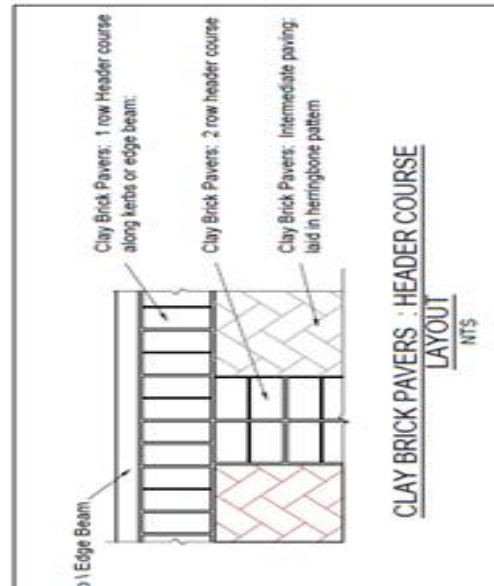 Clay Brick Pavers: 1 row Header course
along kerbs or edge beam:
Clay Brick Pavers: 2 row header course
Clay Brick Pavers: Intermediate paving:
laid in herringbone pattern
\ Edge Beam
CLAY BRICK PAVERS : HEADER COURSE
LAYOUT
NTS